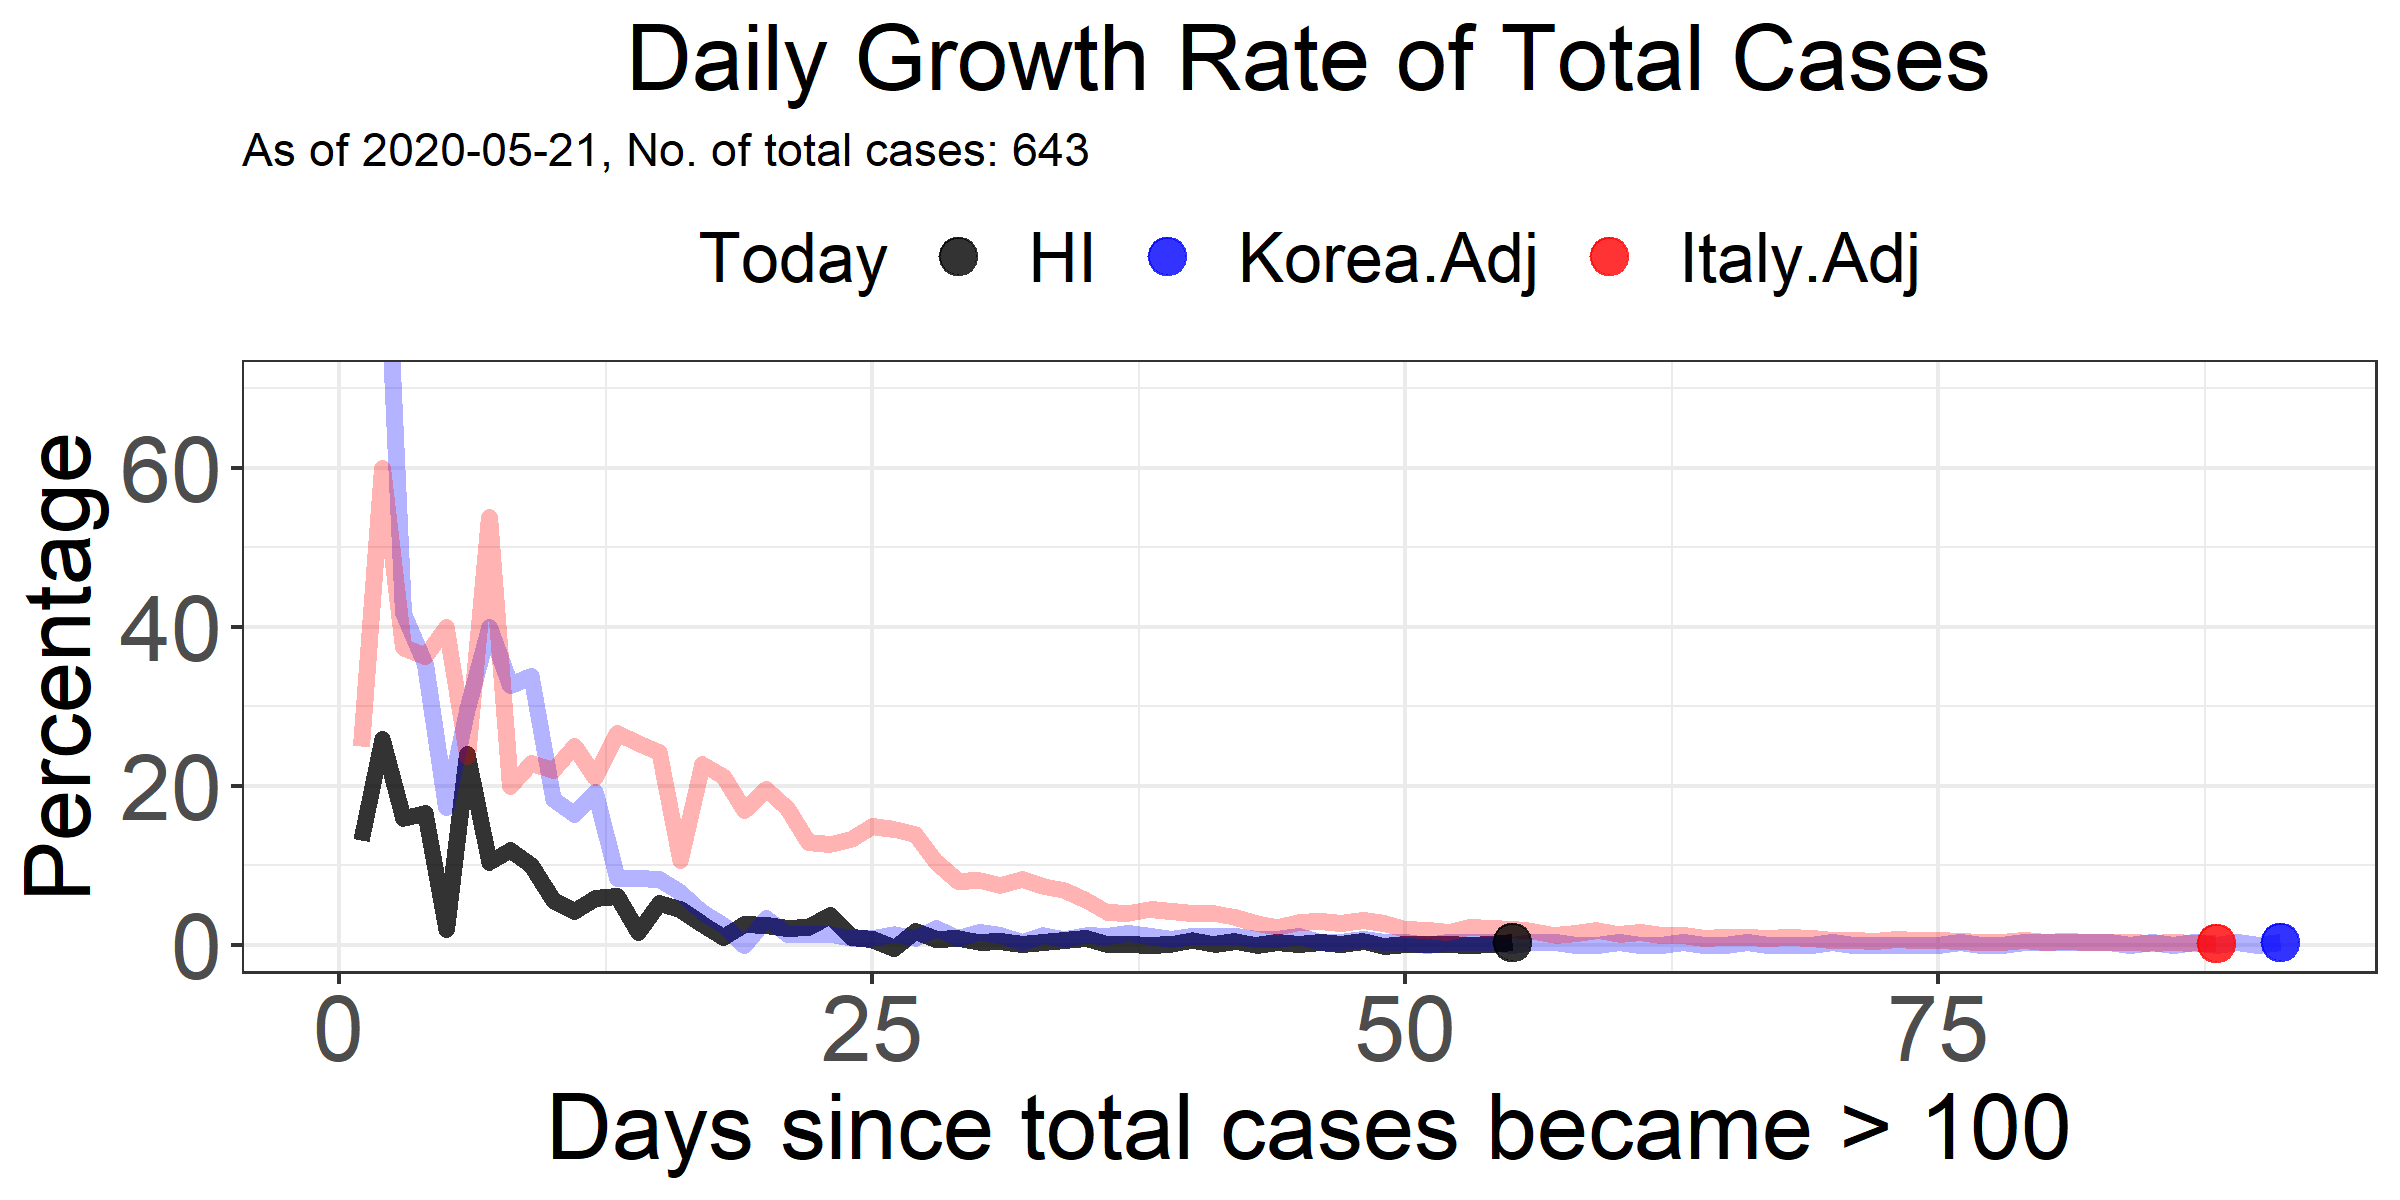 Daily Growth Rate of Total Cases
As of 2020-05-21, No. of total cases: 643
Today HI Korea.Adj Italy.Adj
Percentage
60
40
20
0
0 25 50 75
Days since total cases became > 100